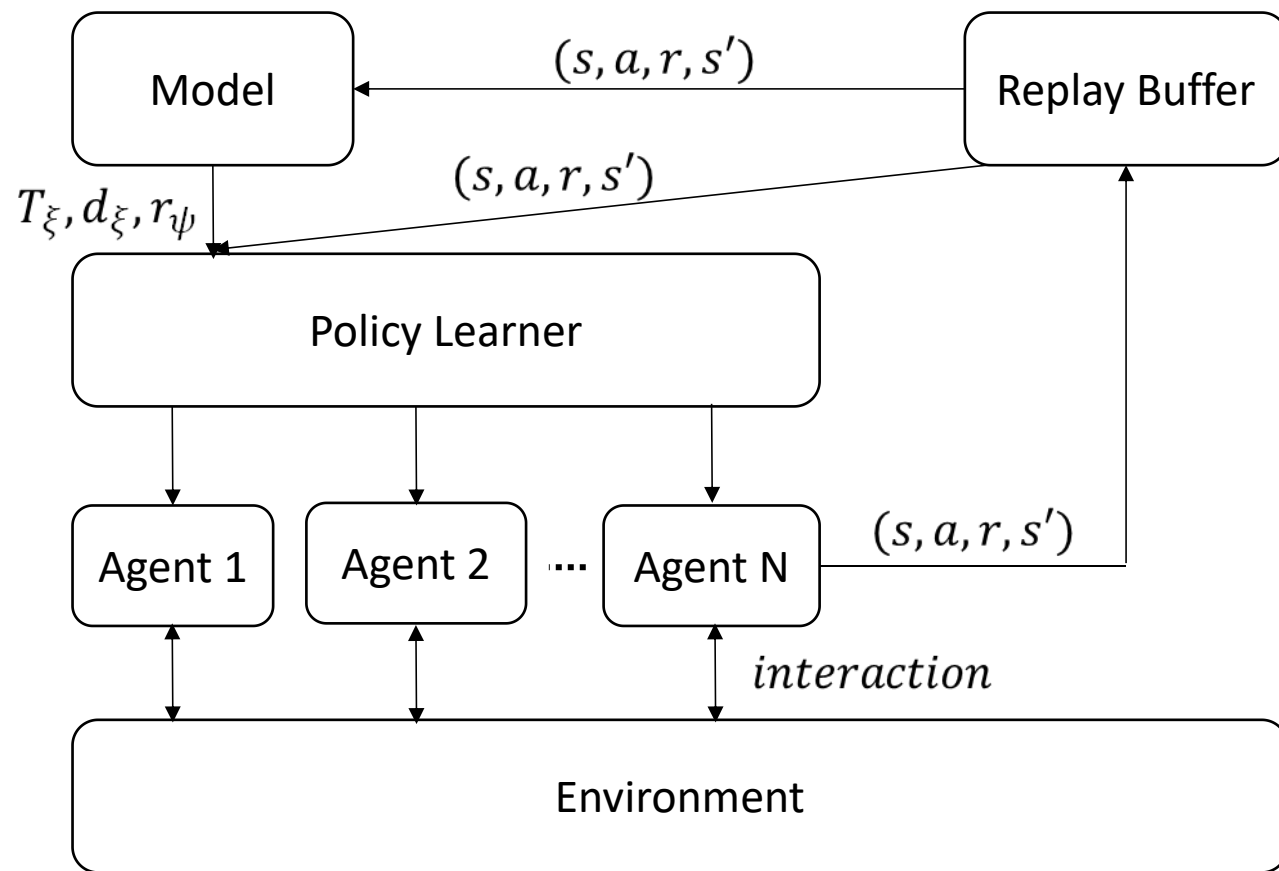 Model
(s, a, r, s′)
Replay Buffer
(s, a, r, s′)
T_ξ, d_ξ, r_ψ
Policy Learner
Agent 1
Agent 2
...
Agent N
(s, a, r, s′)
interaction
Environment